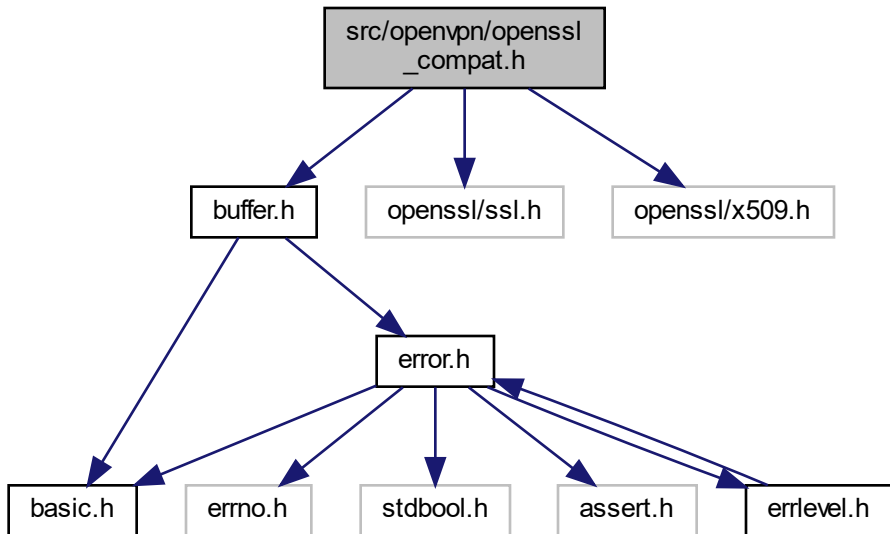 src/openvpn/openssl
_compat.h
buffer.h
openssl/ssl.h
openssl/x509.h
error.h
basic.h
errno.h
stdbool.h
assert.h
errlevel.h